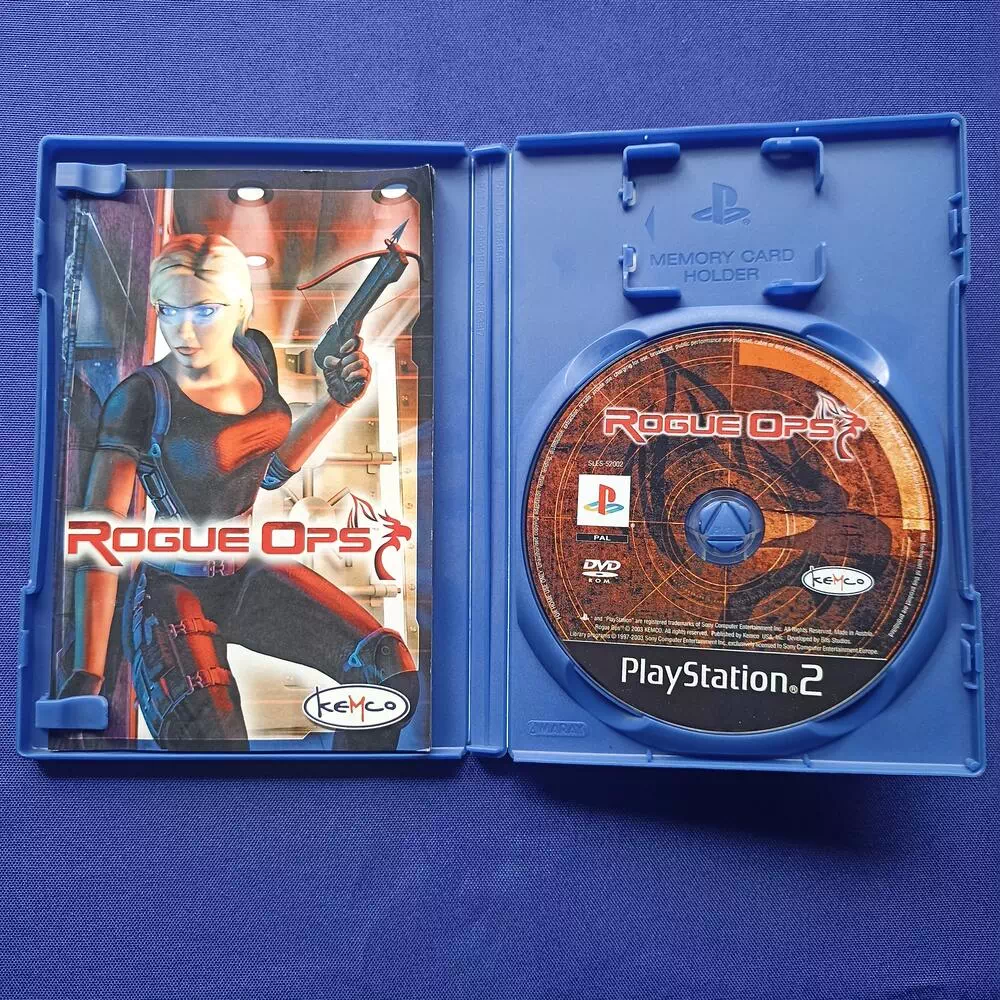 ROGUE OPS
KEMCO
MEMORY CARD
HOLDER
ROGUE OPS
SLES-52002
PAL
DVD
ROM
KEMCO
and "PlayStation" are registered trademarks of Sony Computer Entertainment Inc. All Rights Reserved. Made in Austria.
Rogue Ops © 2003 KEMCO. All rights reserved. Published by Kemco USA, Inc. Developed by Bits Studios.
Library programs © 1997-2003 Sony Computer Entertainment Inc. exclusively licensed to Sony Computer Entertainment Europe.
PlayStation®2
AMARAY